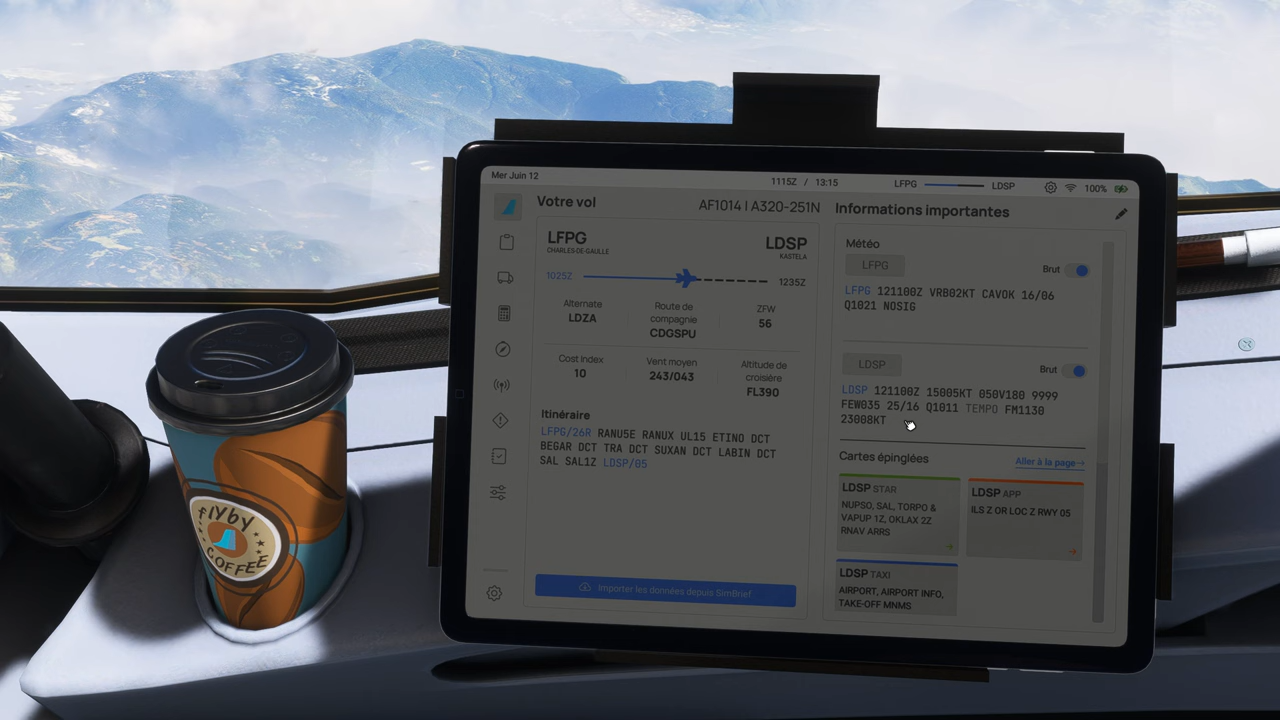 Mer Juin 12
1115Z / 13:15
LFPG
LDSP
100%
Votre vol
AF1014 | A320-251N
LFPG
CHARLES-DE-GAULLE
LDSP
KASTELA
1025Z
1235Z
Alternate
LDZA
Route de
compagnie
CDGSPU
ZFW
56
Cost Index
10
Vent moyen
243/043
Altitude de
croisière
FL390
Itinéraire
LFPG/26R RANU5E RANUX UL15 ETINO DCT
BEGAR DCT TRA DCT SUXAN DCT LABIN DCT
SAL SAL1Z LDSP/05
Importer les données depuis SimBrief
Informations importantes
Météo
LFPG
Brut
LFPG 121100Z VRB02KT CAVOK 16/06
Q1021 NOSIG
LDSP
Brut
LDSP 121100Z 15005KT 050V180 9999
FEW035 25/16 Q1011 TEMPO FM1130
23008KT
Cartes épinglées
Aller à la page
LDSP STAR
NUPSO, SAL, TORPO &
VAPUP 1Z, OKLAX 2Z
RNAV ARRS
LDSP APP
ILS Z OR LOC Z RWY 05
LDSP TAXI
AIRPORT, AIRPORT INFO,
TAKE-OFF MNMS
flyby
COFFEE